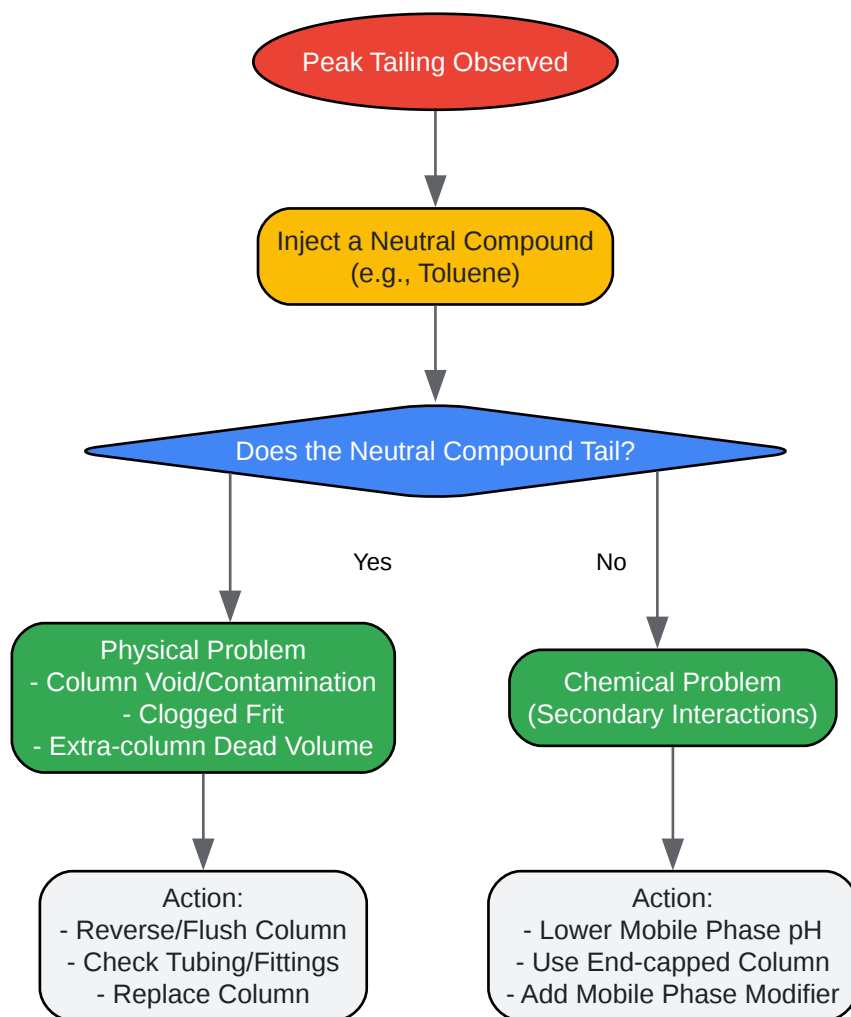 Peak Tailing Observed
Inject a Neutral Compound
(e.g., Toluene)
Does the Neutral Compound Tail?
Yes
No
Physical Problem
- Column Void/Contamination
- Clogged Frit
- Extra-column Dead Volume
Chemical Problem
(Secondary Interactions)
Action:
- Reverse/Flush Column
- Check Tubing/Fittings
- Replace Column
Action:
- Lower Mobile Phase pH
- Use End-capped Column
- Add Mobile Phase Modifier